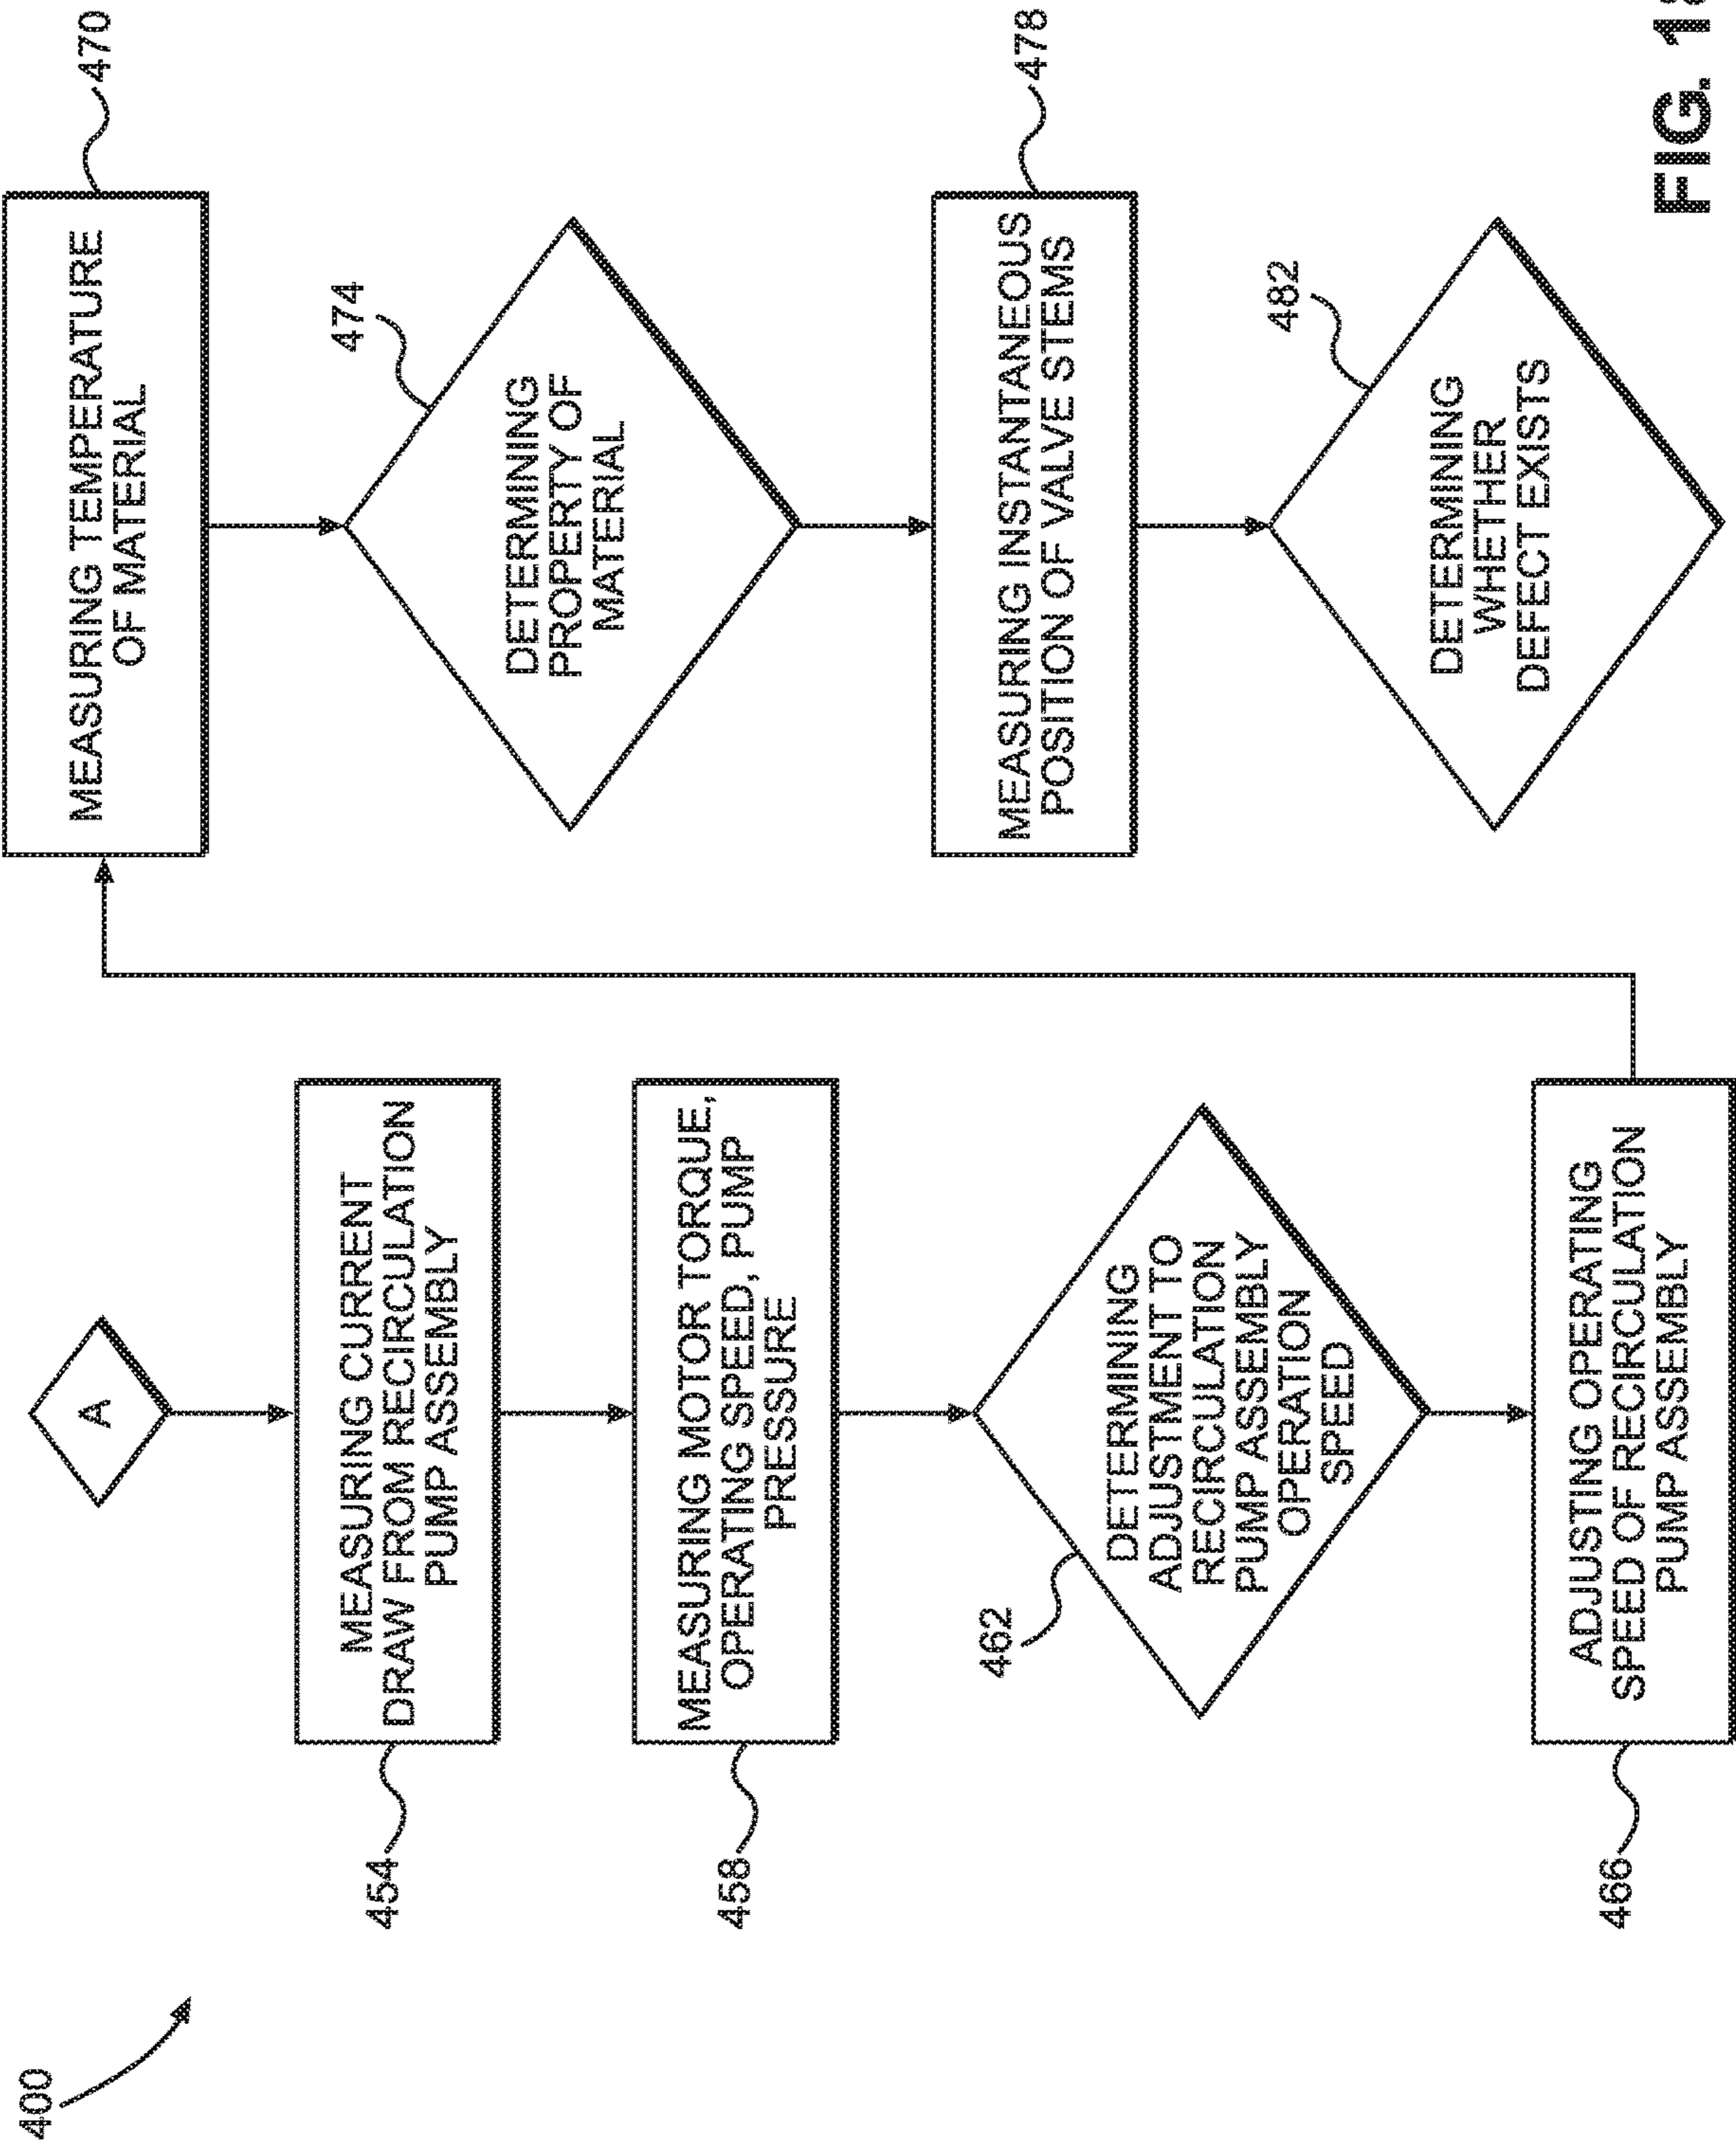 400
A
454
MEASURING CURRENT
DRAW FROM RECIRCULATION
PUMP ASSEMBLY
458
MEASURING MOTOR TORQUE,
OPERATING SPEED, PUMP
PRESSURE
462
DETERMINING
ADJUSTMENT TO
RECIRCULATION
PUMP ASSEMBLY
OPERATION
SPEED
466
ADJUSTING OPERATING
SPEED OF RECIRCULATION
PUMP ASSEMBLY
470
MEASURING TEMPERATURE
OF MATERIAL
474
DETERMINING
PROPERTY OF
MATERIAL
478
MEASURING INSTANTANEOUS
POSITION OF VALVE STEMS
482
DETERMINING
WHETHER
DEFECT EXISTS
FIG.